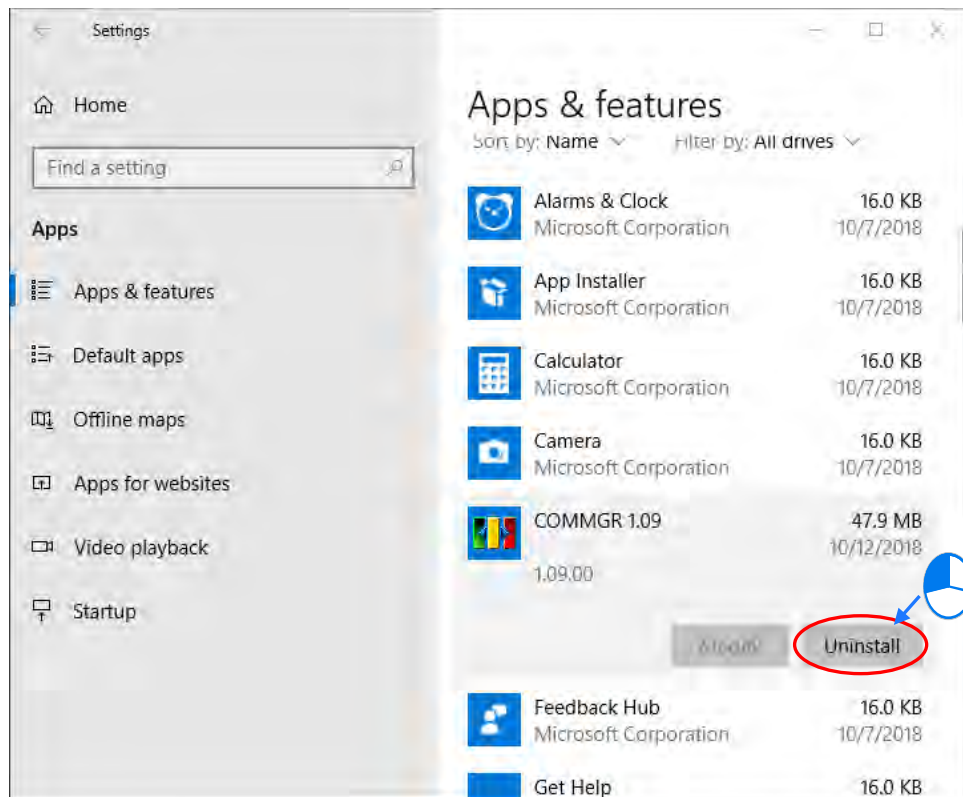 Settings
Home
Find a setting
Apps
Apps & features
Default apps
Offline maps
Apps for websites
Video playback
Startup
Apps & features
Sort by: Name Filter by: All drives
Alarms & Clock 16.0 KB
Microsoft Corporation 10/7/2018
App Installer 16.0 KB
Microsoft Corporation 10/7/2018
Calculator 16.0 KB
Microsoft Corporation 10/7/2018
Camera 16.0 KB
Microsoft Corporation 10/7/2018
COMMGR 1.09 47.9 MB
10/12/2018
1.09.00
Modify Uninstall
Feedback Hub 16.0 KB
Microsoft Corporation 10/7/2018
Get Help 16.0 KB